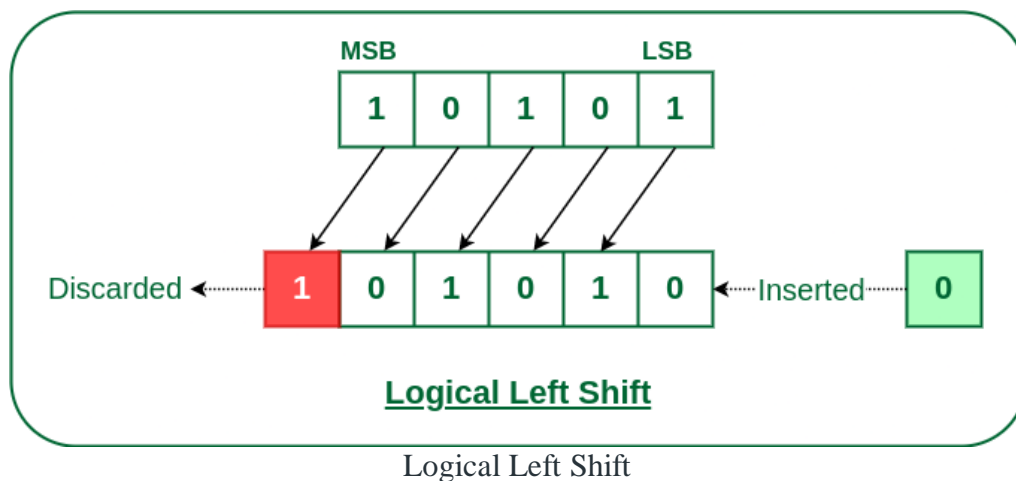 MSB LSB
1 0 1 0 1
Discarded 1 0 1 0 1 0 Inserted 0
Logical Left Shift
Logical Left Shift